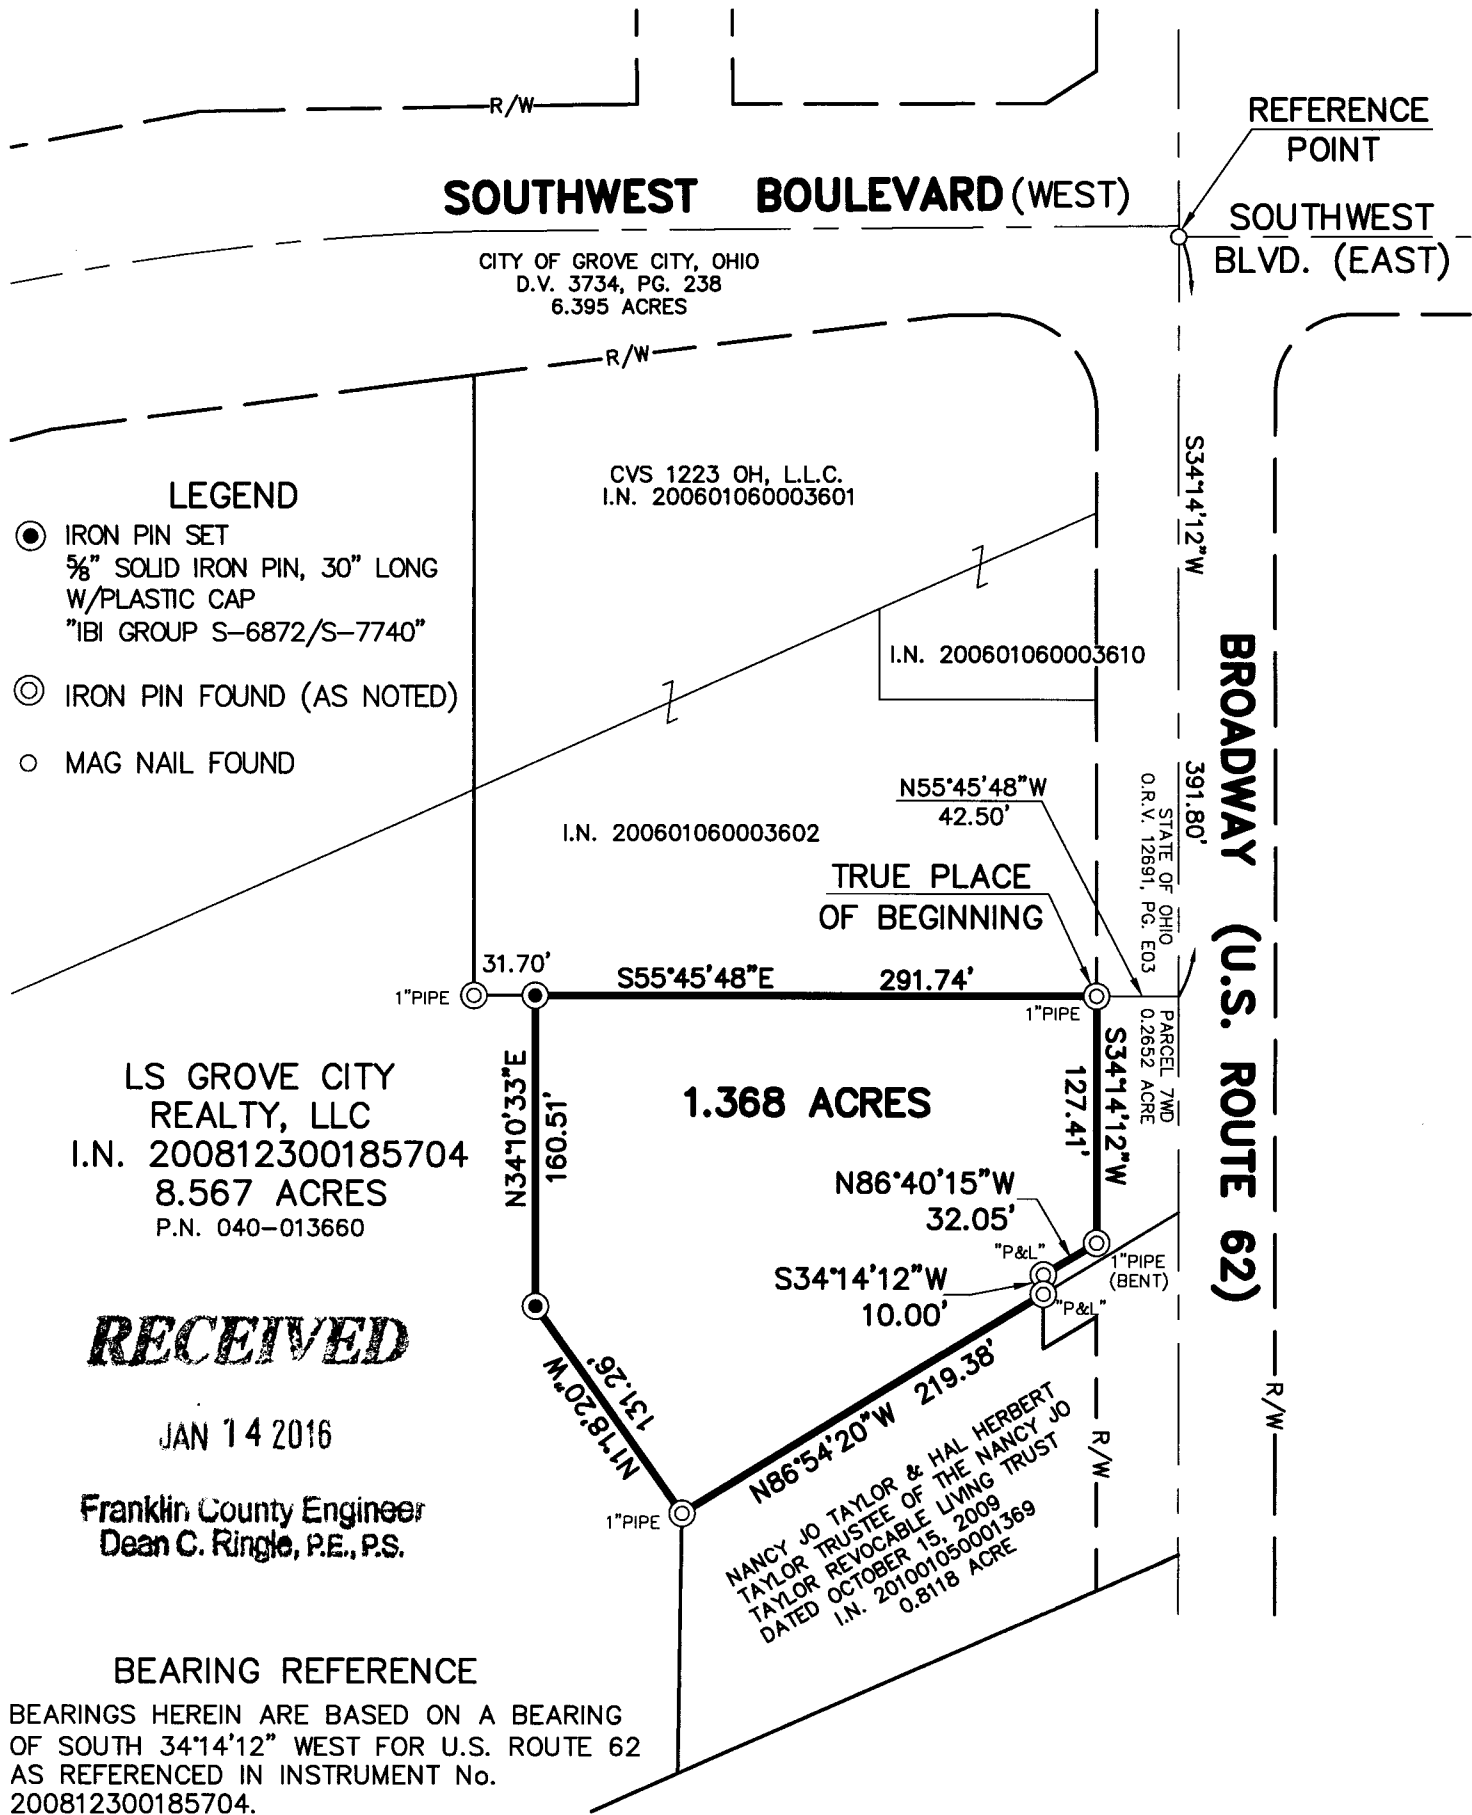 R/W
REFERENCE
POINT
SOUTHWEST BOULEVARD (WEST)
SOUTHWEST
BLVD. (EAST)
CITY OF GROVE CITY, OHIO
D.V. 3734, PG. 238
6.395 ACRES
R/W
CVS 1223 OH, L.L.C.
I.N. 200601060003601
S34°14'12"W
391.80'
LEGEND
IRON PIN SET
5/8" SOLID IRON PIN, 30" LONG
W/PLASTIC CAP
"IBI GROUP S-6872/S-7740"
IRON PIN FOUND (AS NOTED)
MAG NAIL FOUND
I.N. 200601060003610
BROADWAY (U.S. ROUTE 62)
N55°45'48"W
42.50'
STATE OF OHIO
O.R.V. 12691, PG. E03
I.N. 200601060003602
TRUE PLACE
OF BEGINNING
31.70'
S55°45'48"E 291.74'
1"PIPE
1"PIPE
PARCEL 7WD
0.2652 ACRE
LS GROVE CITY
REALTY, LLC
I.N. 200812300185704
8.567 ACRES
P.N. 040-013660
N34°10'33"E
160.51'
1.368 ACRES
S34°14'12"W
127.41'
N86°40'15"W
32.05'
"P&L"
1"PIPE
(BENT)
S34°14'12"W
10.00'
"P&L"
RECEIVED
JAN 14 2016
Franklin County Engineer
Dean C. Ringle, P.E., P.S.
N1°18'20"W
131.26'
N86°54'20"W 219.38'
1"PIPE
R/W
R/W
NANCY JO TAYLOR & HAL HERBERT
TAYLOR TRUSTEE OF THE NANCY JO
TAYLOR REVOCABLE LIVING TRUST
DATED OCTOBER 15, 2009
I.N. 201001050001369
0.8118 ACRE
BEARING REFERENCE
BEARINGS HEREIN ARE BASED ON A BEARING
OF SOUTH 34°14'12" WEST FOR U.S. ROUTE 62
AS REFERENCED IN INSTRUMENT No.
200812300185704.